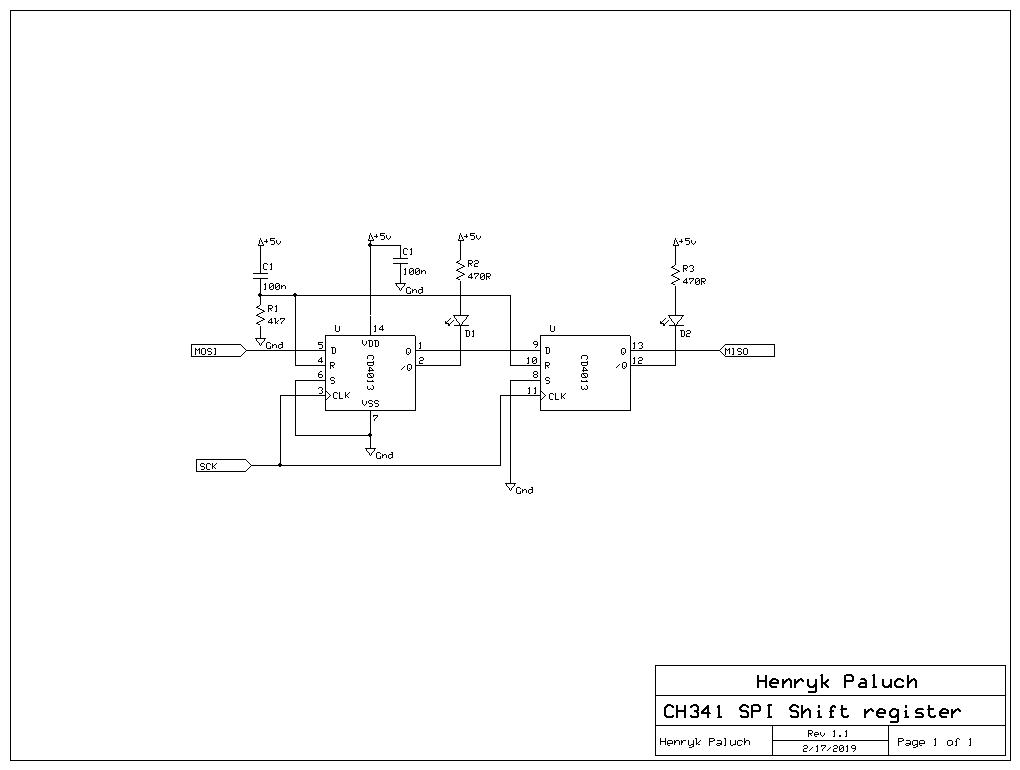 +5v
+5v
+5v
+5v
C1
100n
C1
100n
Gnd
R2
470R
R3
470R
R1
4k7
Gnd
D1
D2
U
14
VDD
U
MOSI
5
D
Q
1
9
D
Q
13
MISO
4
R
/Q
2
10
R
/Q
12
6
S
8
S
3
CLK
11
CLK
CD4013
CD4013
VSS
7
Gnd
SCK
Gnd
Henryk Paluch
CH341 SPI Shift register
Henryk Paluch
Rev 1.1
2/17/2019
Page 1 of 1